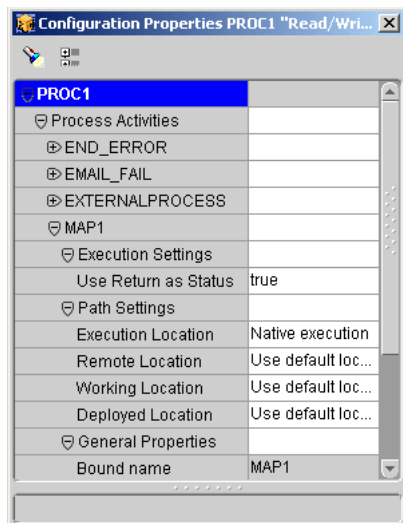 Configuration Properties PROC1 "Read/Wri...
PROC1
Process Activities
END_ERROR
EMAIL_FAIL
EXTERNALPROCESS
MAP1
Execution Settings
Use Return as Status true
Path Settings
Execution Location Native execution
Remote Location Use default loc...
Working Location Use default loc...
Deployed Location Use default loc...
General Properties
Bound name MAP1